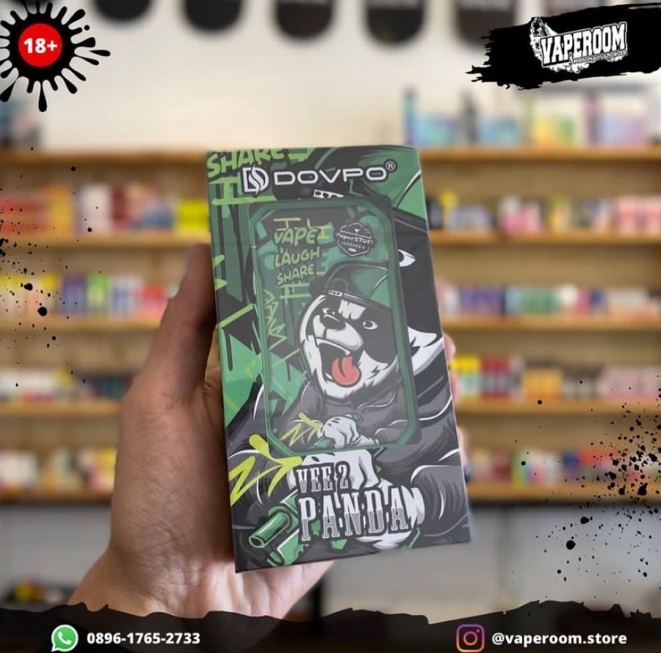 18+
VAPEROOM
SHARE
DOVPO®
VAPE
LAUGH
SHARE
VEE 2
PANDA
0896-1765-2733
@vaperoom.store